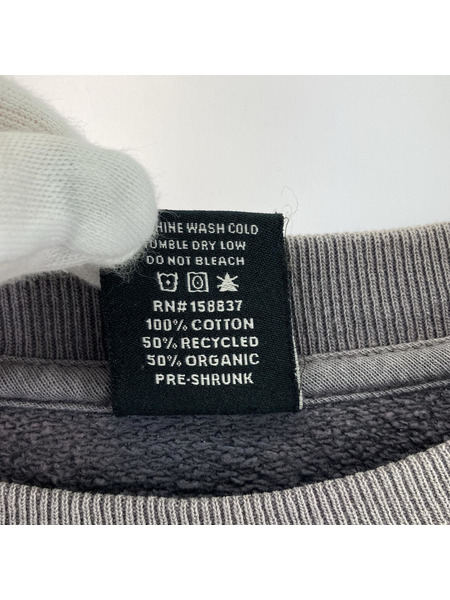 HINE WASH COLD
UMBLE DRY LOW
DO NOT BLEACH
RN#158837
100% COTTON
50% RECYCLED
50% ORGANIC
PRE-SHRUNK